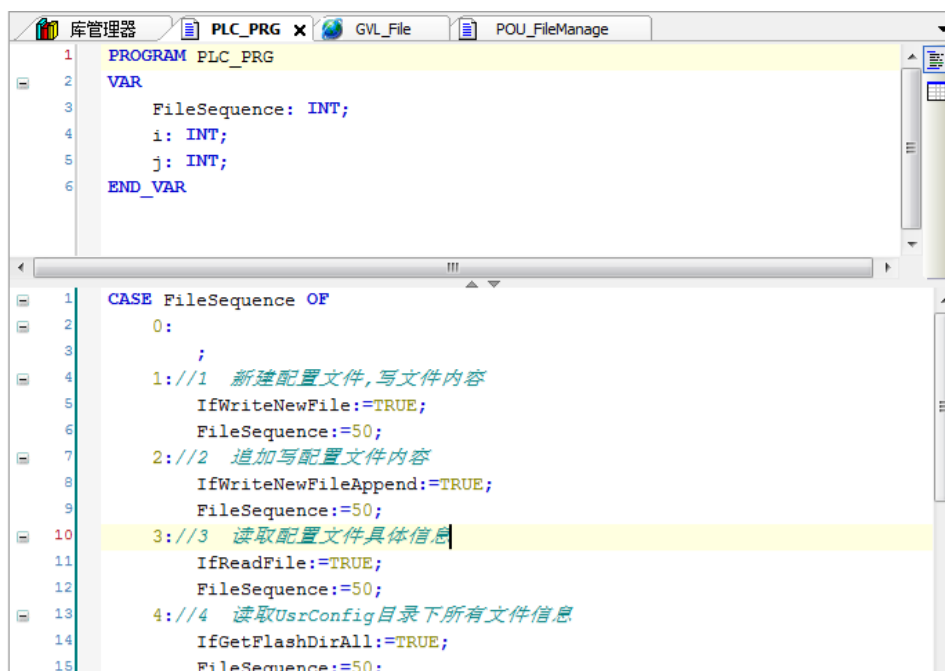 库管理器 PLC_PRG GVL_File POU_FileManage
1 PROGRAM PLC_PRG
2 VAR
3 FileSequence: INT;
4 i: INT;
5 j: INT;
6 END_VAR
1 CASE FileSequence OF
2 0:
3 ;
4 1://1 新建配置文件,写文件内容
5 IfWriteNewFile:=TRUE;
6 FileSequence:=50;
7 2://2 追加写配置文件内容
8 IfWriteNewFileAppend:=TRUE;
9 FileSequence:=50;
10 3://3 读取配置文件具体信息
11 IfReadFile:=TRUE;
12 FileSequence:=50;
13 4://4 读取UsrConfig目录下所有文件信息
14 IfGetFlashDirAll:=TRUE;
15 FileSequence:=50;